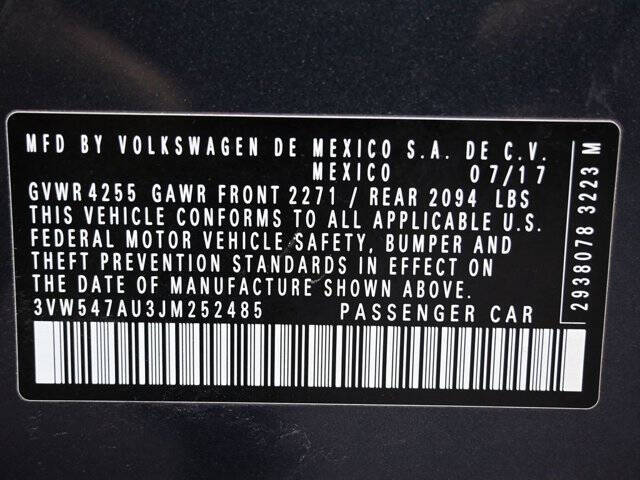 MFD BY VOLKSWAGEN DE MEXICO S.A. DE C.V.
MEXICO 07/17
GVWR 4255 GAWR FRONT 2271 / REAR 2094 LBS
THIS VEHICLE CONFORMS TO ALL APPLICABLE U.S.
FEDERAL MOTOR VEHICLE SAFETY, BUMPER AND
THEFT PREVENTION STANDARDS IN EFFECT ON
THE DATE OF MANUFACTURE SHOWN ABOVE.
3VW547AU3JM252485 PASSENGER CAR
2938078 3223 M